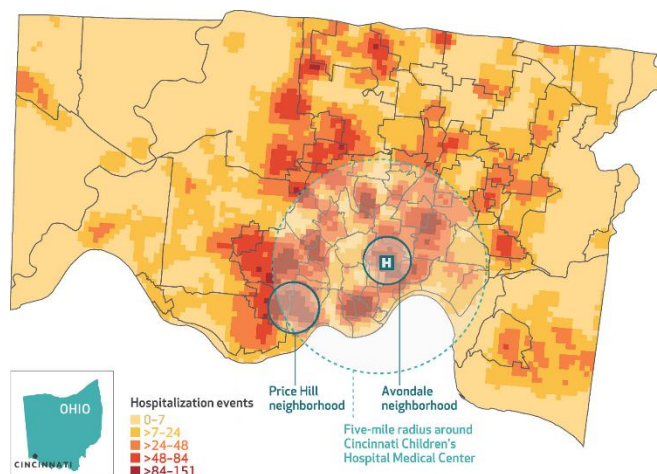 H
Price Hill
neighborhood
Avondale
neighborhood
Five-mile radius around
Cincinnati Children's
Hospital Medical Center
OHIO
CINCINNATI
Hospitalization events
0–7
>7–24
>24–48
>48–84
>84–151